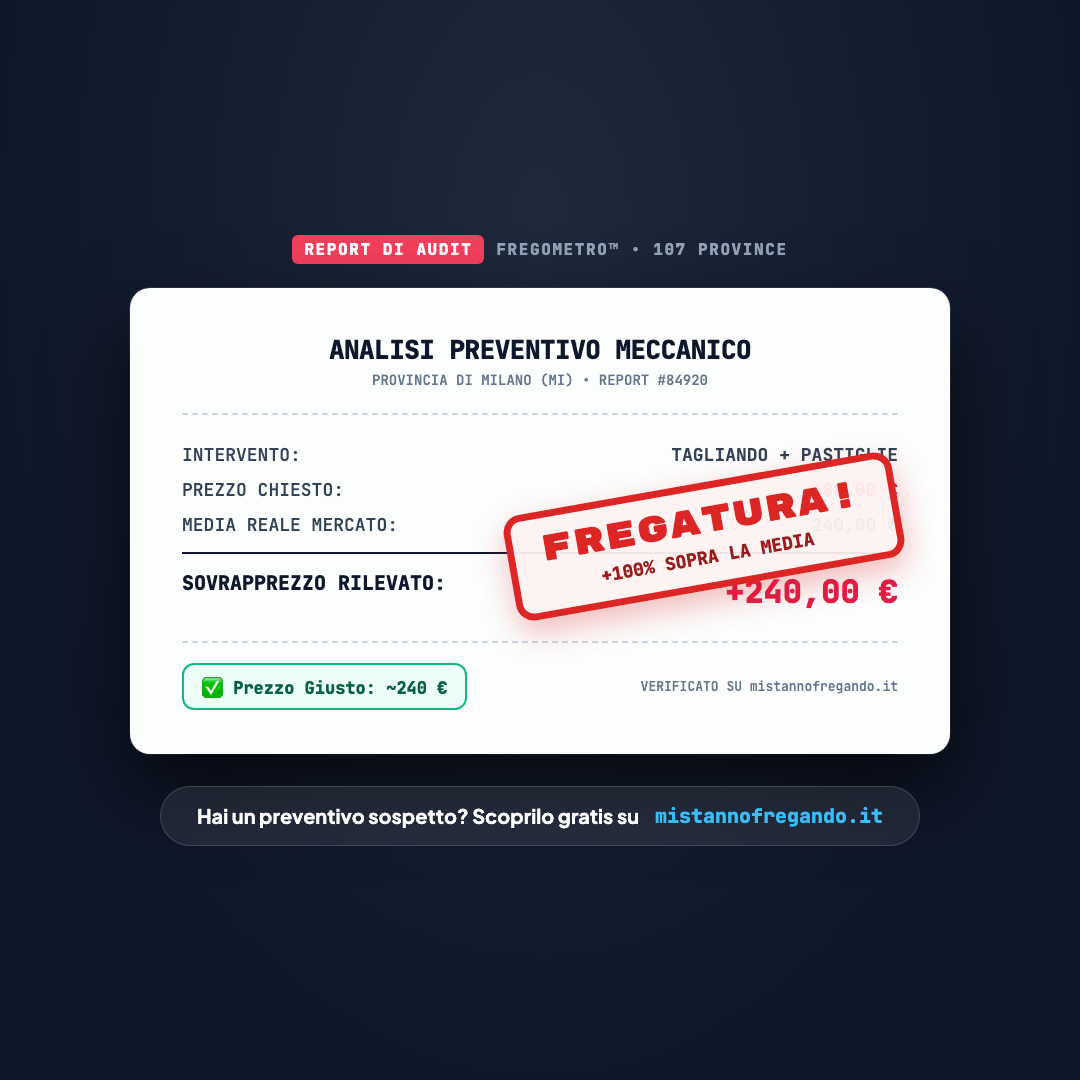 REPORT DI AUDIT FREGOMETRO™ • 107 PROVINCE
ANALISI PREVENTIVO MECCANICO
PROVINCIA DI MILANO (MI) • REPORT #84920
INTERVENTO: TAGLIANDO + PASTIGLIE
PREZZO CHIESTO:
MEDIA REALE MERCATO: 240,00 €
FREGATURA!
+100% SOPRA LA MEDIA
SOVRAPPREZZO RILEVATO: +240,00 €
✅ Prezzo Giusto: ~240 €
VERIFICATO SU mistannofregando.it
Hai un preventivo sospetto? Scoprilo gratis su mistannofregando.it